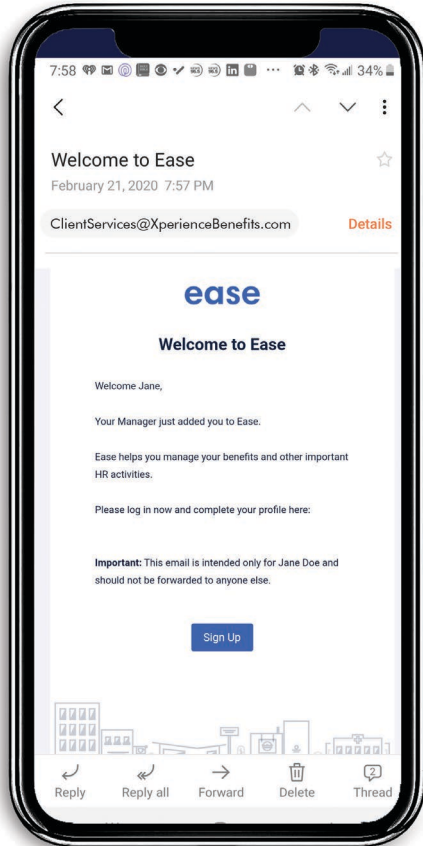 7:58 34%
Welcome to Ease
February 21, 2020 7:57 PM
ClientServices@XperienceBenefits.com Details
ease
Welcome to Ease
Welcome Jane,
Your Manager just added you to Ease.
Ease helps you manage your benefits and other important
HR activities.
Please log in now and complete your profile here:
Important: This email is intended only for Jane Doe and
should not be forwarded to anyone else.
Sign Up
2
Reply Reply all Forward Delete Thread